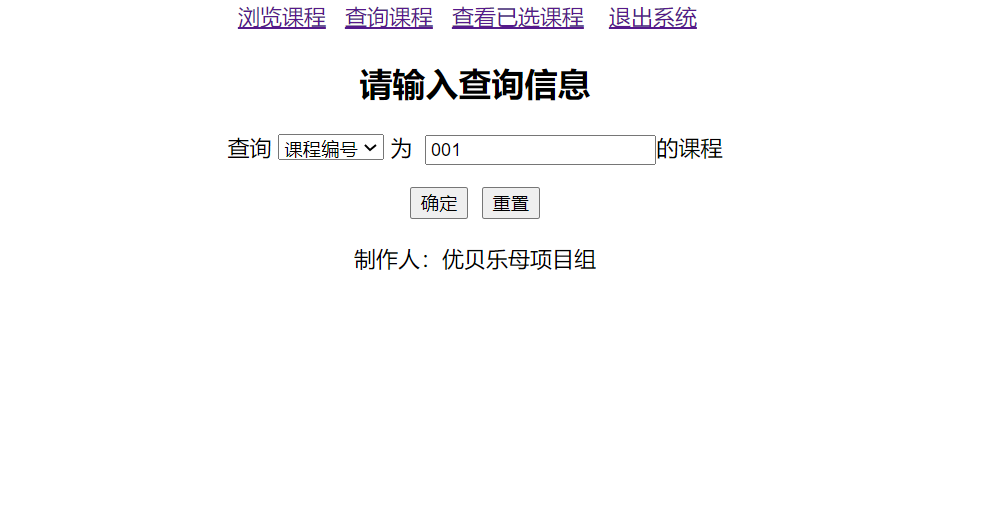 浏览课程 查询课程 查看已选课程 退出系统
请输入查询信息
查询 课程编号 为 001 的课程
确定 重置
制作人：优贝乐母项目组